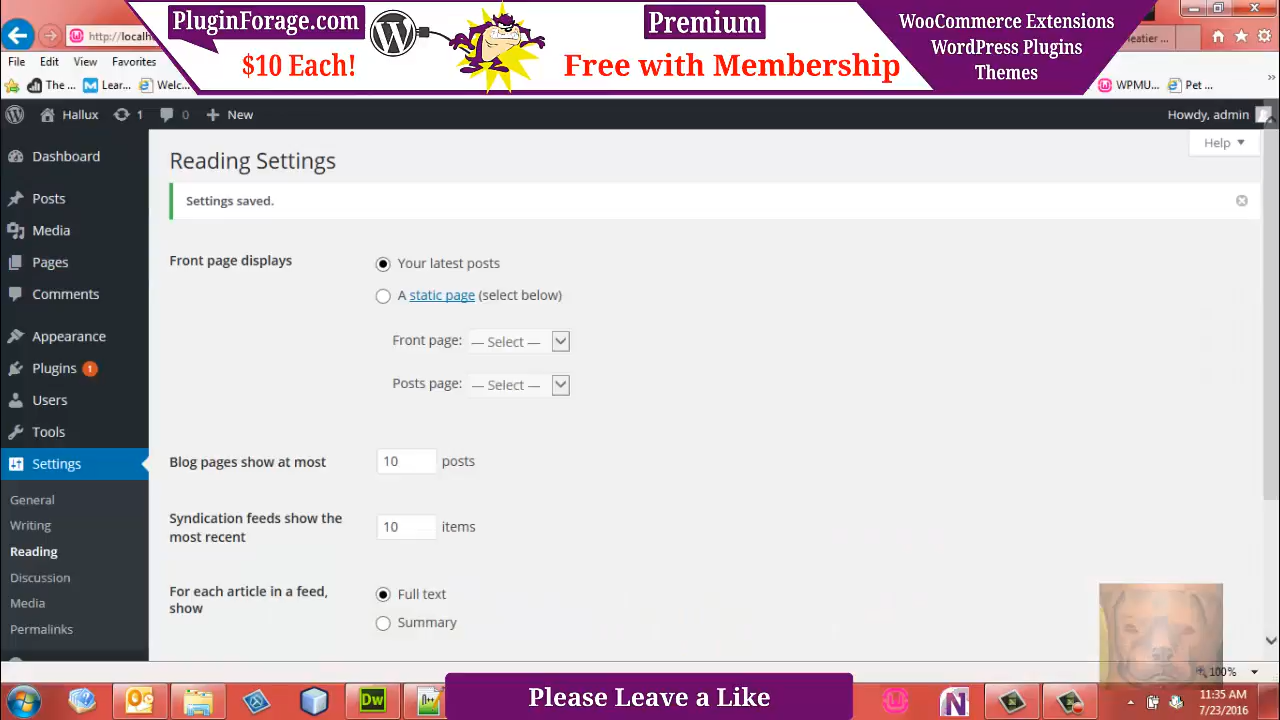 PluginForage.com
$10 Each!
Premium
Free with Membership
WooCommerce Extensions
WordPress Plugins
Themes
http://localh
eatier ...
File Edit View Favorites
The ... Lear... Welc... WPMU... Pet ...
Hallux 1 0 + New Howdy, admin
Help
Dashboard
Posts
Media
Pages
Comments
Appearance
Plugins 1
Users
Tools
Settings
General
Writing
Reading
Discussion
Media
Permalinks
Reading Settings
Settings saved.
Front page displays
Your latest posts
A static page (select below)
Front page: — Select —
Posts page: — Select —
Blog pages show at most 10 posts
Syndication feeds show the most recent 10 items
For each article in a feed, show
Full text
Summary
100%
Dw
Please Leave a Like
11:35 AM
7/23/2016